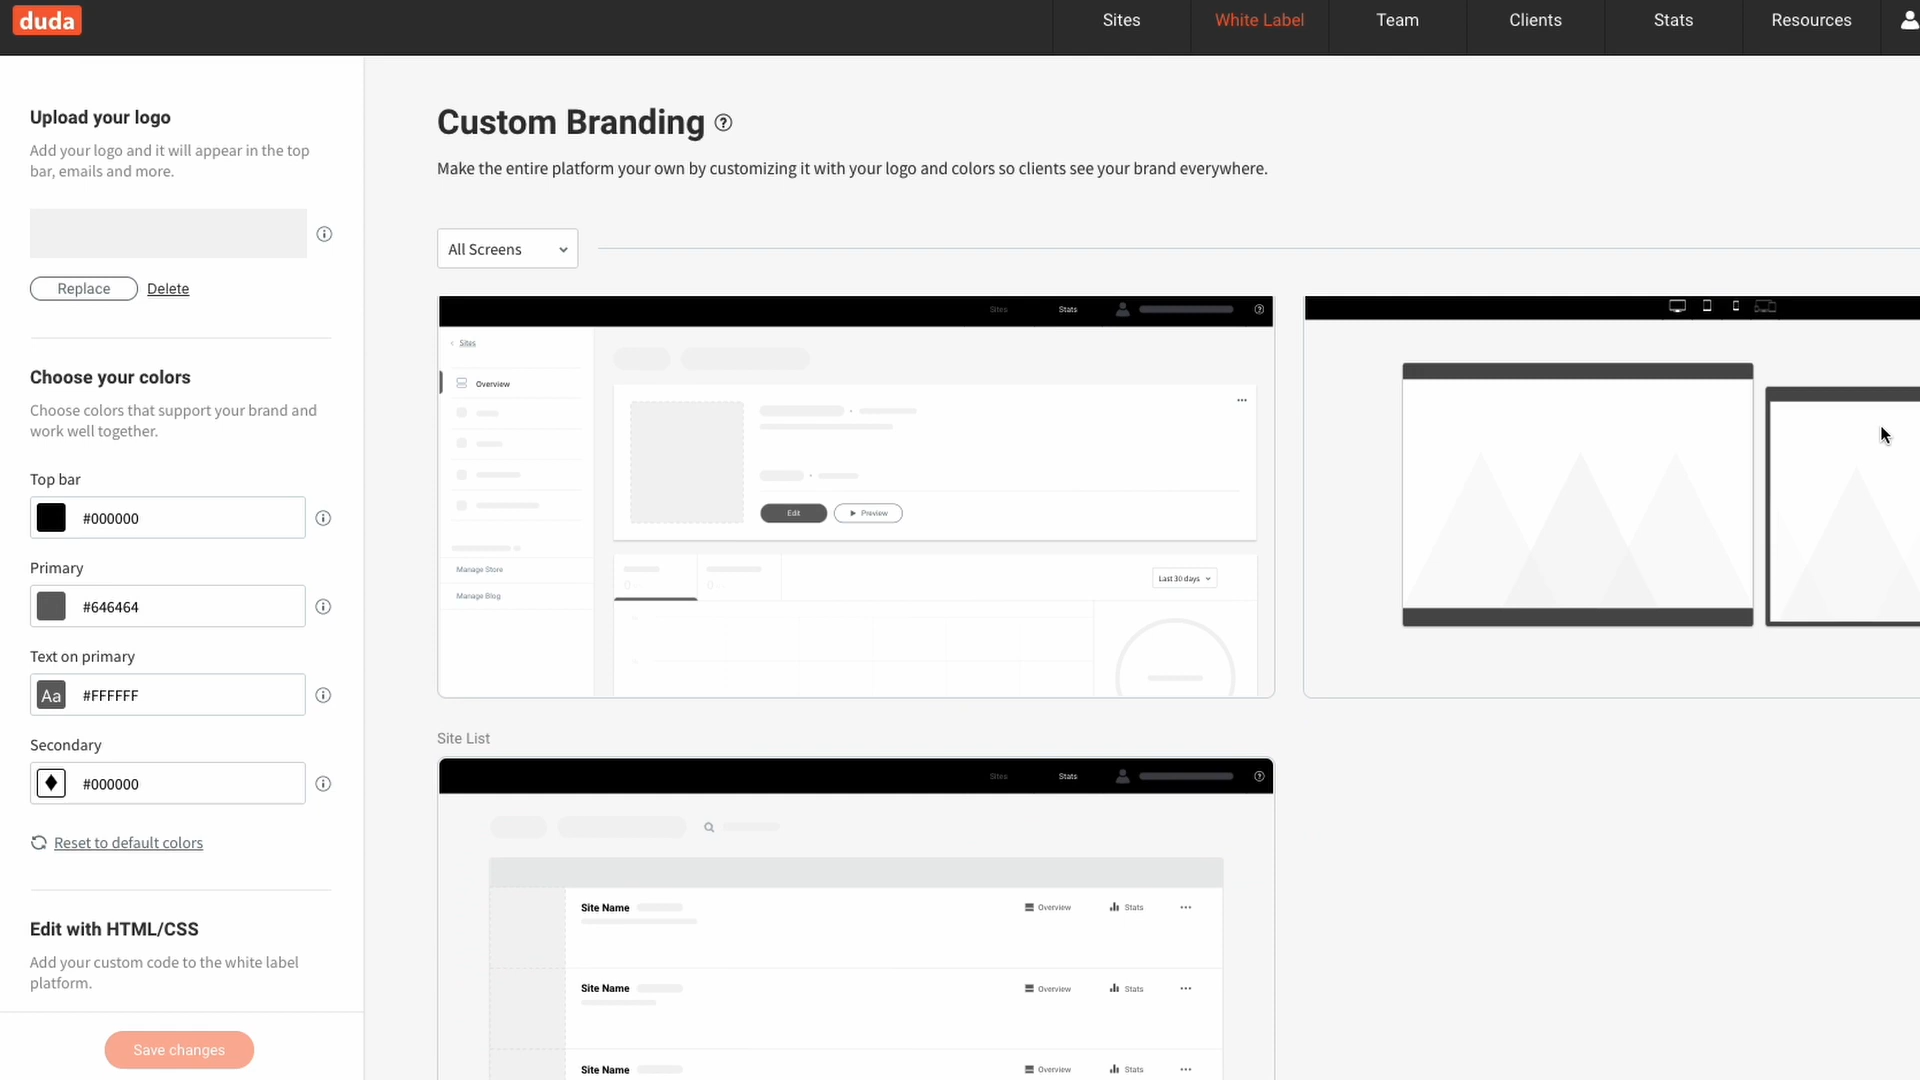 duda
Sites
White Label
Team
Clients
Stats
Resources
Upload your logo
Add your logo and it will appear in the top
bar, emails and more.
Replace
Delete
Choose your colors
Choose colors that support your brand and
work well together.
Top bar
#000000
Primary
#646464
Text on primary
Aa
#FFFFFF
Secondary
#000000
Reset to default colors
Edit with HTML/CSS
Add your custom code to the white label
platform.
Save changes
Custom Branding
Make the entire platform your own by customizing it with your logo and colors so clients see your brand everywhere.
All Screens
Sites
Stats
Sites
Overview
Edit
Preview
Manage Store
Manage Blog
Last 30 days
Site List
Sites
Stats
Site Name
Overview
Stats
Site Name
Overview
Stats
Site Name
Overview
Stats